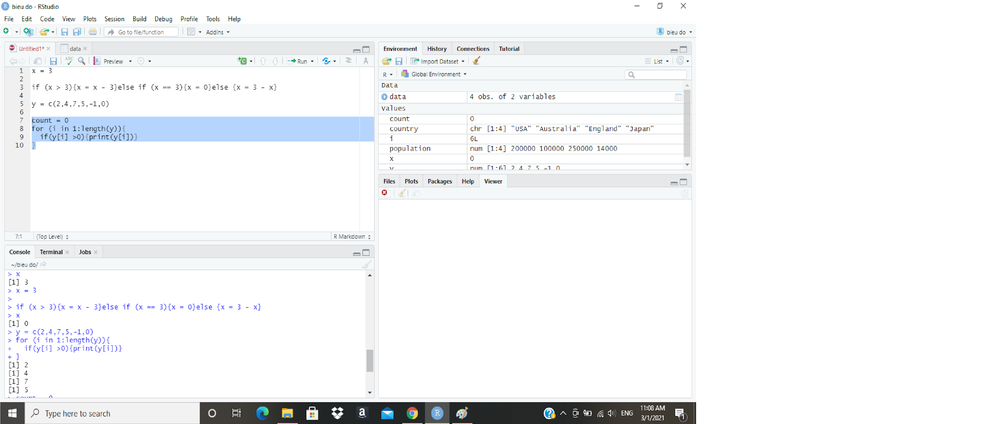 bieu do - RStudio
File Edit Code View Plots Session Build Debug Profile Tools Help
Go to file/function Addins bieu do
Untitled1* data
ABC Preview Run
1 x = 3
2
3 if (x > 3){x = x - 3}else if (x == 3){x = 0}else {x = 3 - x}
4
5 y = c(2,4,7,5,-1,0)
6
7 count = 0
8 for (i in 1:length(y)){
9 if(y[i] >0){print(y[i])}
10 }
7:1 (Top Level) R Markdown
Console Terminal Jobs
~/bieu do/
> x
[1] 3
> x = 3
>
> if (x > 3){x = x - 3}else if (x == 3){x = 0}else {x = 3 - x}
> x
[1] 0
> y = c(2,4,7,5,-1,0)
> for (i in 1:length(y)){
+ if(y[i] >0){print(y[i])}
+ }
[1] 2
[1] 4
[1] 7
[1] 5
> count = 0
Environment History Connections Tutorial
Import Dataset List
R Global Environment
Data
data 4 obs. of 2 variables
Values
count 0
country chr [1:4] "USA" "Australia" "England" "Japan"
i 6L
population num [1:4] 200000 100000 250000 14000
x 0
y num [1:6] 2 4 7 5 -1 0
Files Plots Packages Help Viewer
Type here to search
ENG
11:08 AM
3/1/2021
1